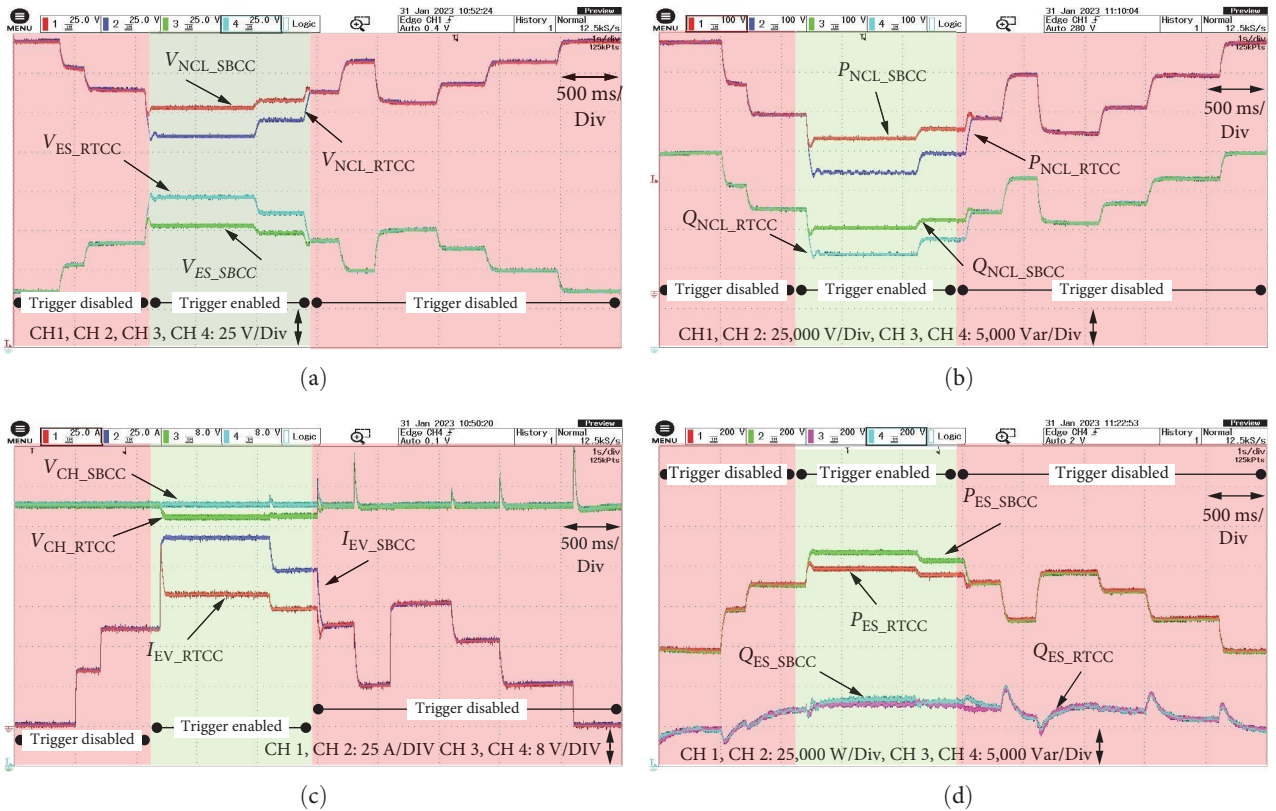 31 Jan 2023 10:52:24
Preview
MENU
1 25.0 V 2 25.0 V 3 25.0 V 4 25.0 V Logic
Edge CH1
Auto 0.4 V
History
1
Normal
12.5kS/s
1s/div
125kPts
V_NCL_SBCC
500 ms/
Div
V_ES_RTCC
V_NCL_RTCC
V_ES_SBCC
Trigger disabled
Trigger enabled
Trigger disabled
CH1, CH 2, CH 3, CH 4: 25 V/Div
(a)
31 Jan 2023 11:10:04
Preview
MENU
1 100 V 2 100 V 3 100 V 4 100 V Logic
Edge CH1
Auto 280 V
History
1
Normal
12.5kS/s
1s/div
125kPts
P_NCL_SBCC
500 ms/
Div
P_NCL_RTCC
Q_NCL_RTCC
Q_NCL_SBCC
Trigger disabled
Trigger enabled
Trigger disabled
CH1, CH 2: 25,000 V/Div, CH 3, CH 4: 5,000 Var/Div
(b)
31 Jan 2023 10:50:20
Preview
MENU
1 25.0 A 2 25.0 A 3 8.0 V 4 8.0 V Logic
Edge CH4
Auto 0.1 V
History
1
Normal
12.5kS/s
1s/div
125kPts
V_CH_SBCC
V_CH_RTCC
I_EV_SBCC
500 ms/
Div
I_EV_RTCC
Trigger disabled
Trigger enabled
Trigger disabled
CH 1, CH 2: 25 A/DIV CH 3, CH 4: 8 V/DIV
(c)
31 Jan 2023 11:22:53
Preview
MENU
1 200 V 2 200 V 3 200 V 4 200 V Logic
Edge CH4
Auto 2 V
History
1
Normal
12.5kS/s
1s/div
125kPts
Trigger disabled
Trigger enabled
Trigger disabled
P_ES_SBCC
500 ms/
Div
P_ES_RTCC
Q_ES_SBCC
Q_ES_RTCC
CH 1, CH 2: 25,000 W/Div, CH 3, CH 4: 5,000 Var/Div
(d)